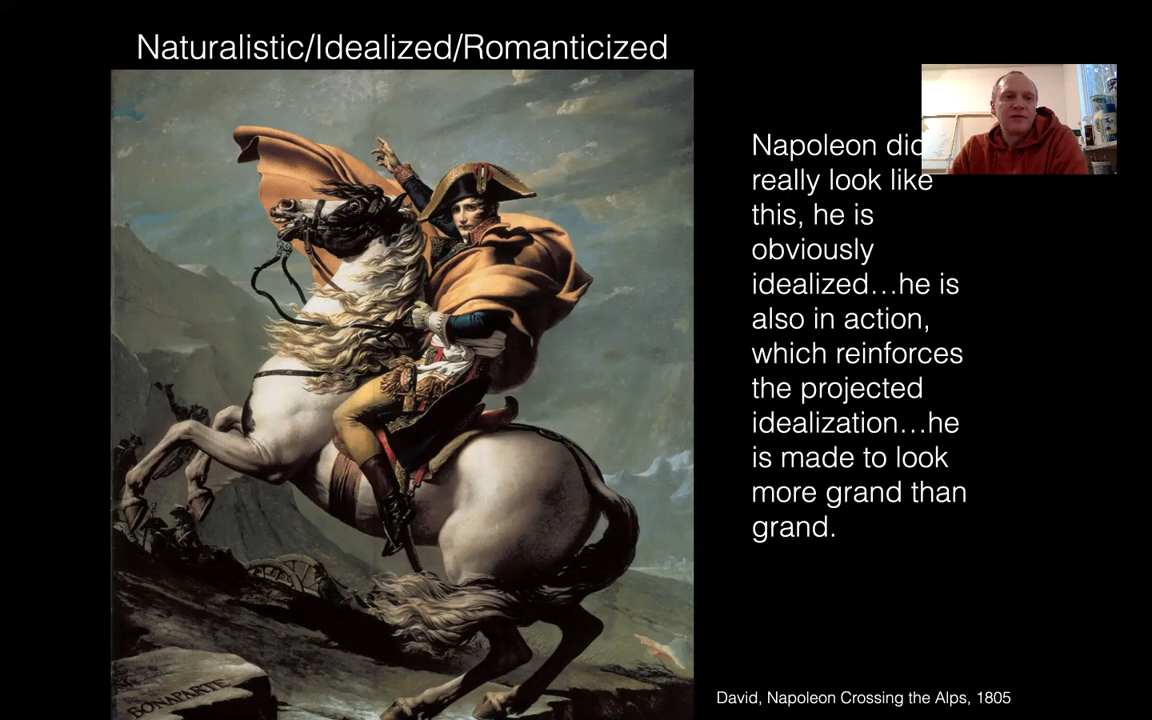 Naturalistic/Idealized/Romanticized
Napoleon
really look like
this, he is
obviously
idealized…he is
also in action,
which reinforces
the projected
idealization…he
is made to look
more grand than
grand.
BONAPARTE
David, Napoleon Crossing the Alps, 1805